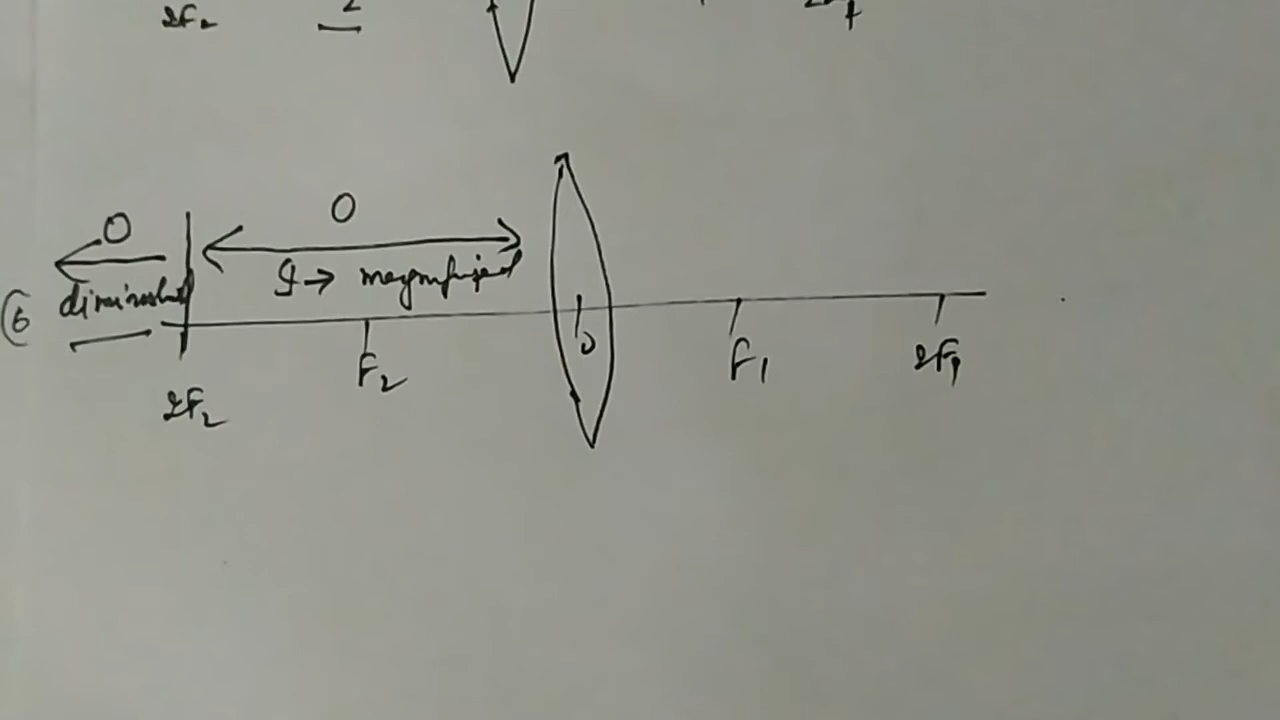 2F₂
O O
I → magnified
6 diminished
O
F₂ F₁ 2F₁
2F₂